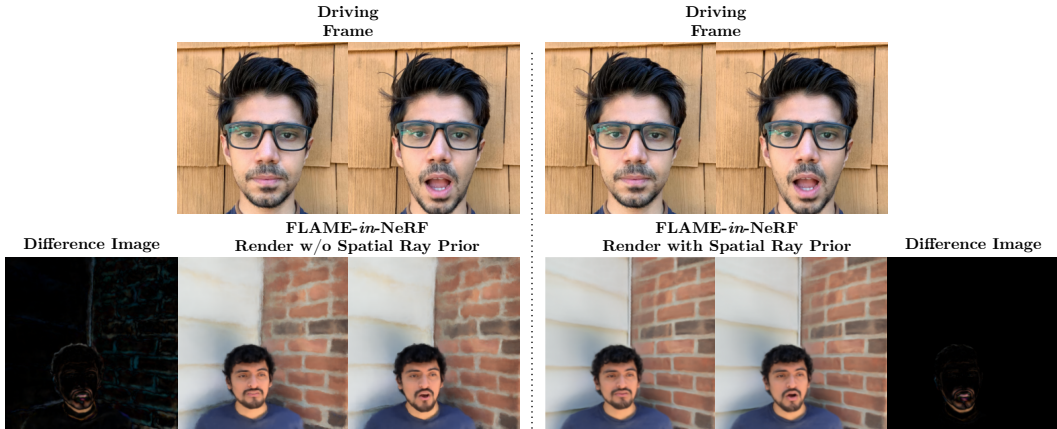 Driving
Frame
Driving
Frame
Difference Image
FLAME-in-NeRF
Render w/o Spatial Ray Prior
FLAME-in-NeRF
Render with Spatial Ray Prior
Difference Image